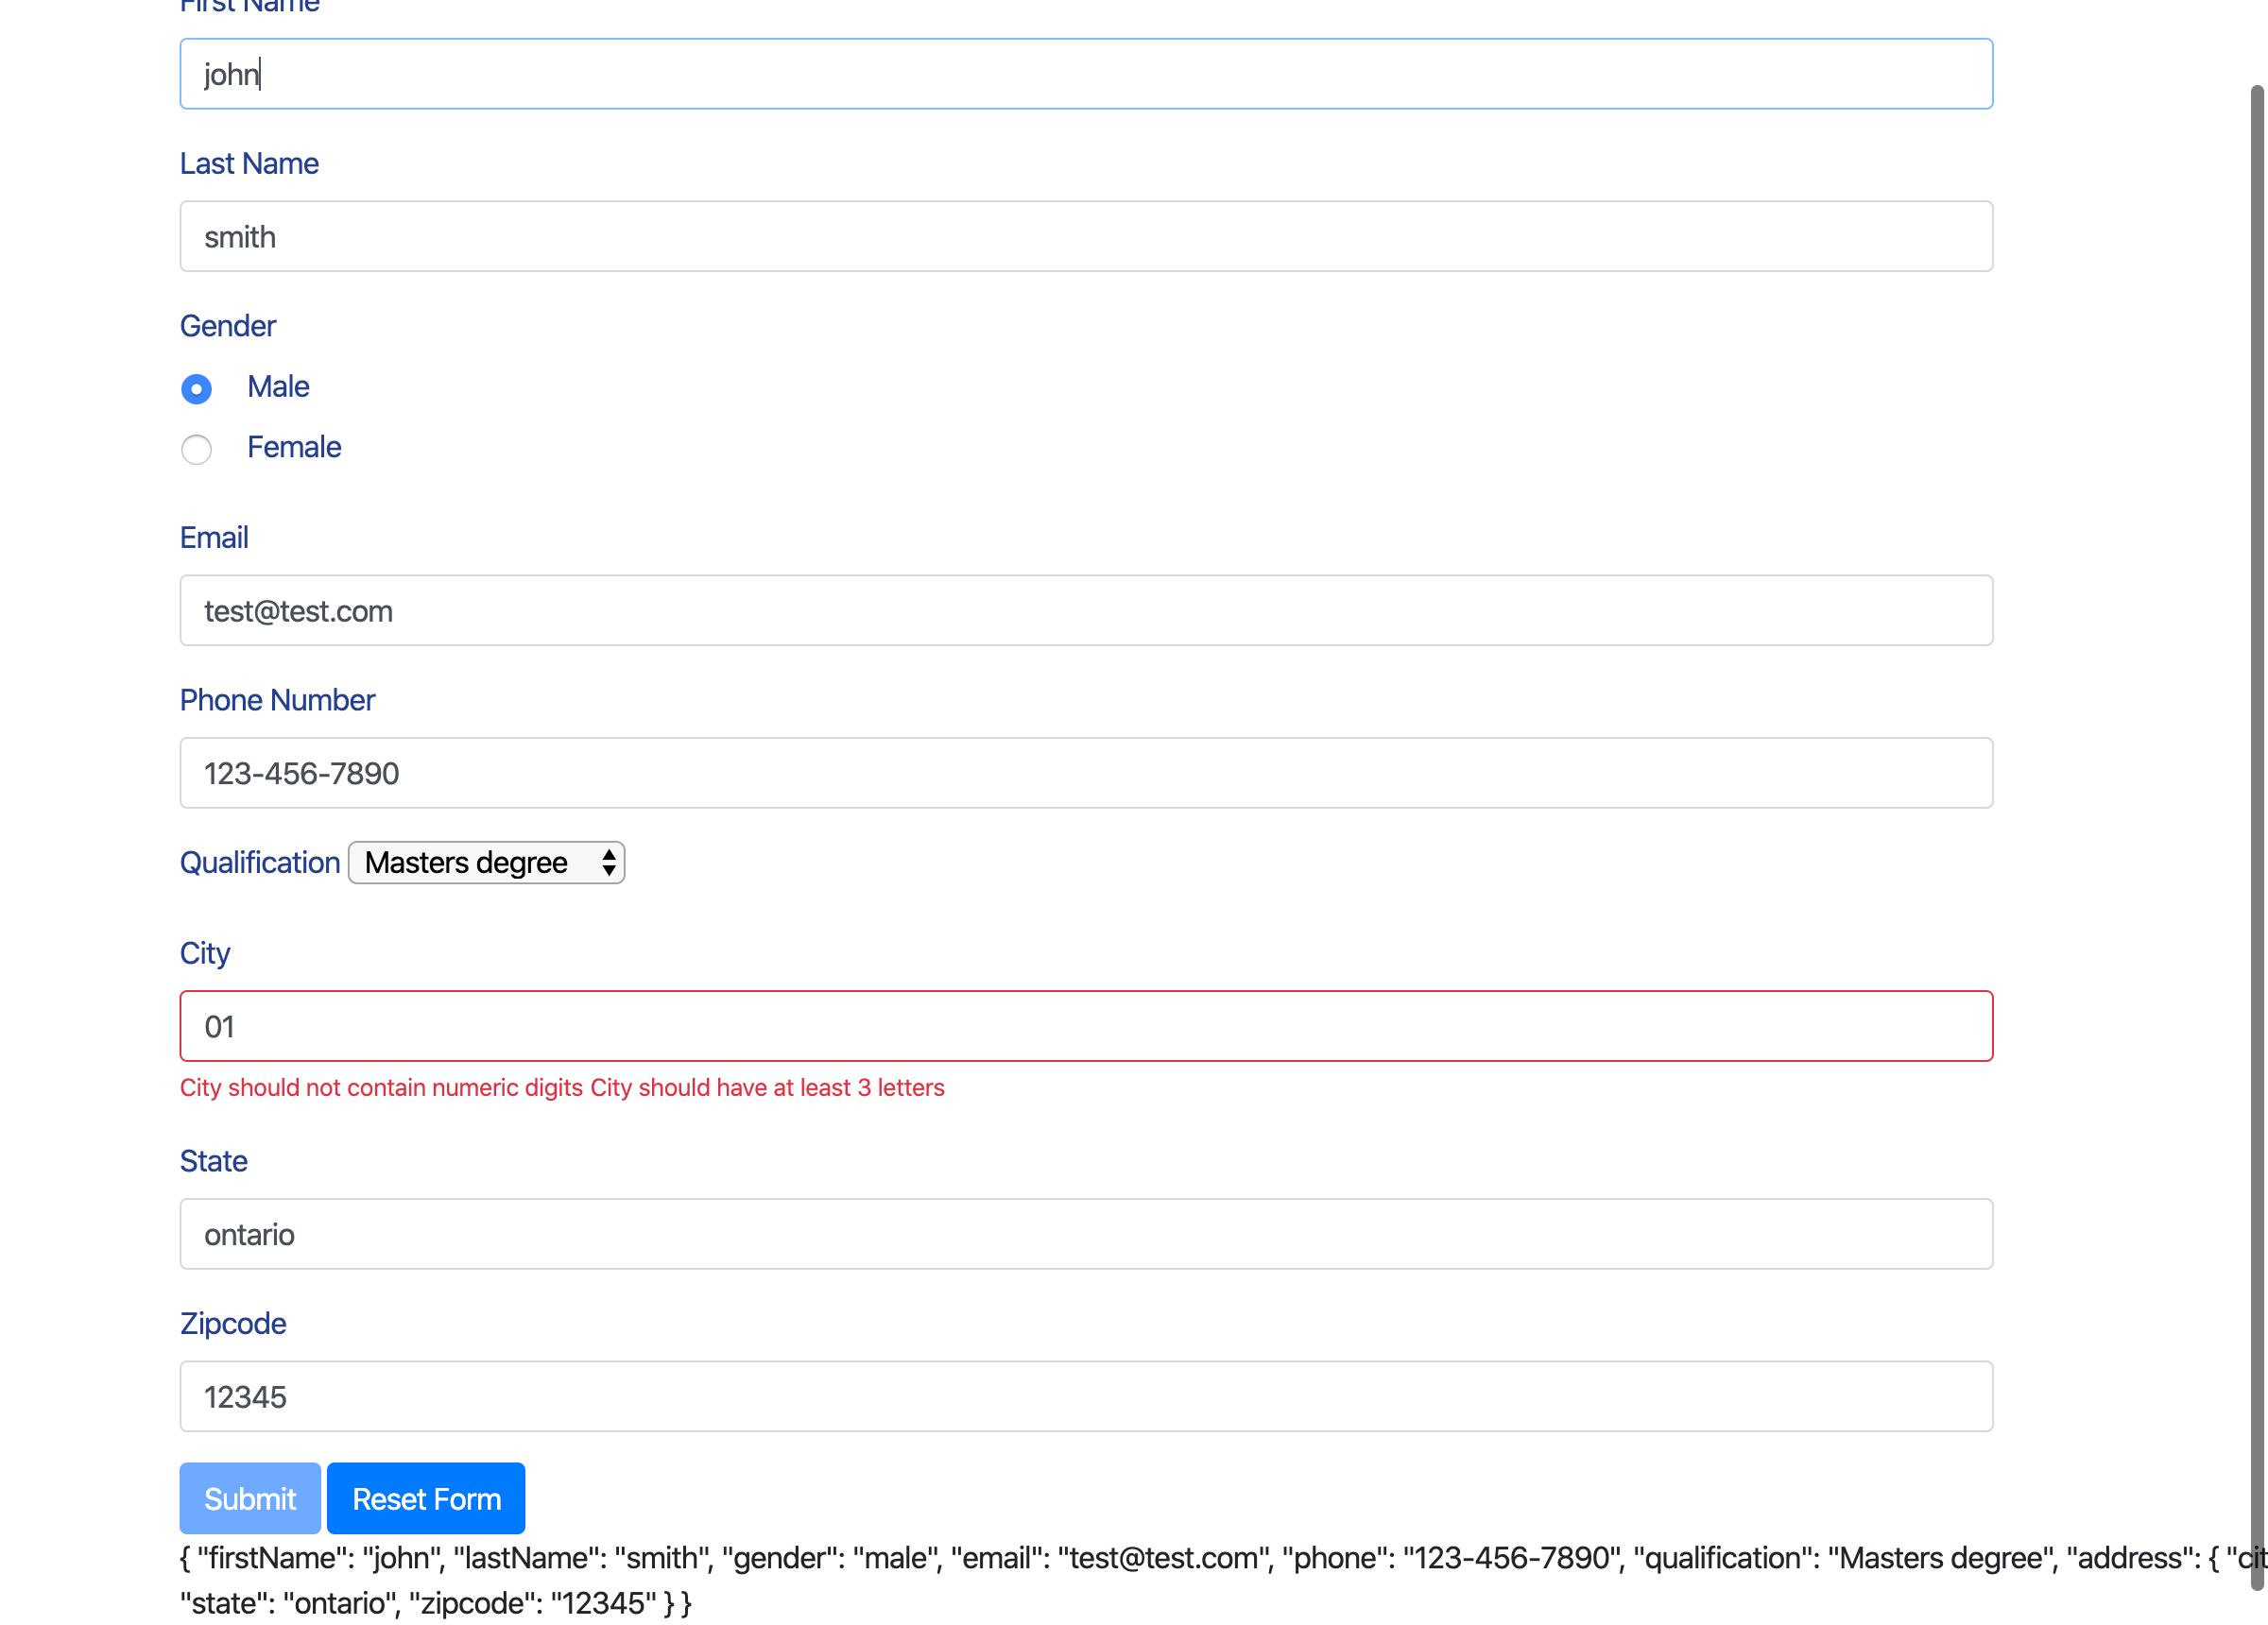 First Name
john
Last Name
smith
Gender
Male
Female
Email
test@test.com
Phone Number
123-456-7890
Qualification Masters degree
City
01
City should not contain numeric digits City should have at least 3 letters
State
ontario
Zipcode
12345
Submit Reset Form
{ "firstName": "john", "lastName": "smith", "gender": "male", "email": "test@test.com", "phone": "123-456-7890", "qualification": "Masters degree", "address": { "cit
"state": "ontario", "zipcode": "12345" } }